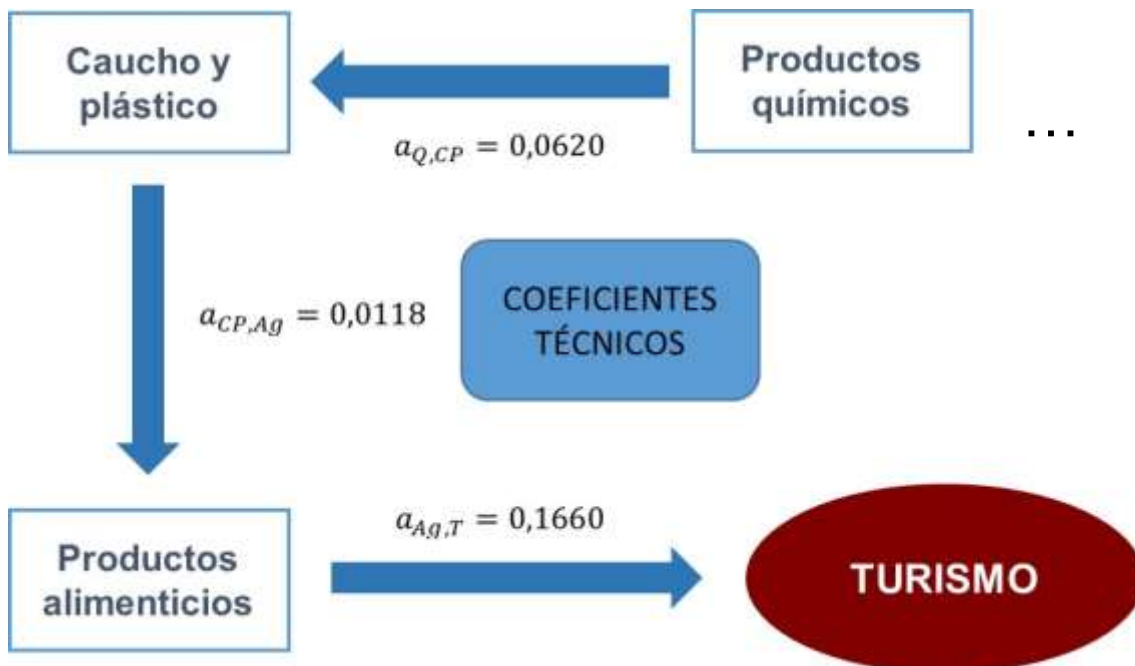 Caucho y
plástico
Productos
químicos
...
a_{Q,CP} = 0,0620
a_{CP,Ag} = 0,0118
COEFICIENTES
TÉCNICOS
a_{Ag,T} = 0,1660
Productos
alimenticios
TURISMO